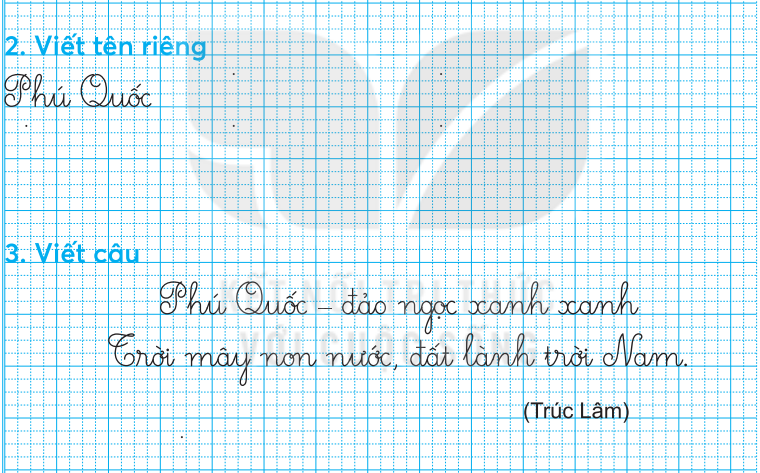 2. Viết tên riêng
Phú Quốc
3. Viết câu
Phú Quốc – đảo ngọc xanh xanh
Trời mây non nước, đất lành trời Nam.
(Trúc Lâm)